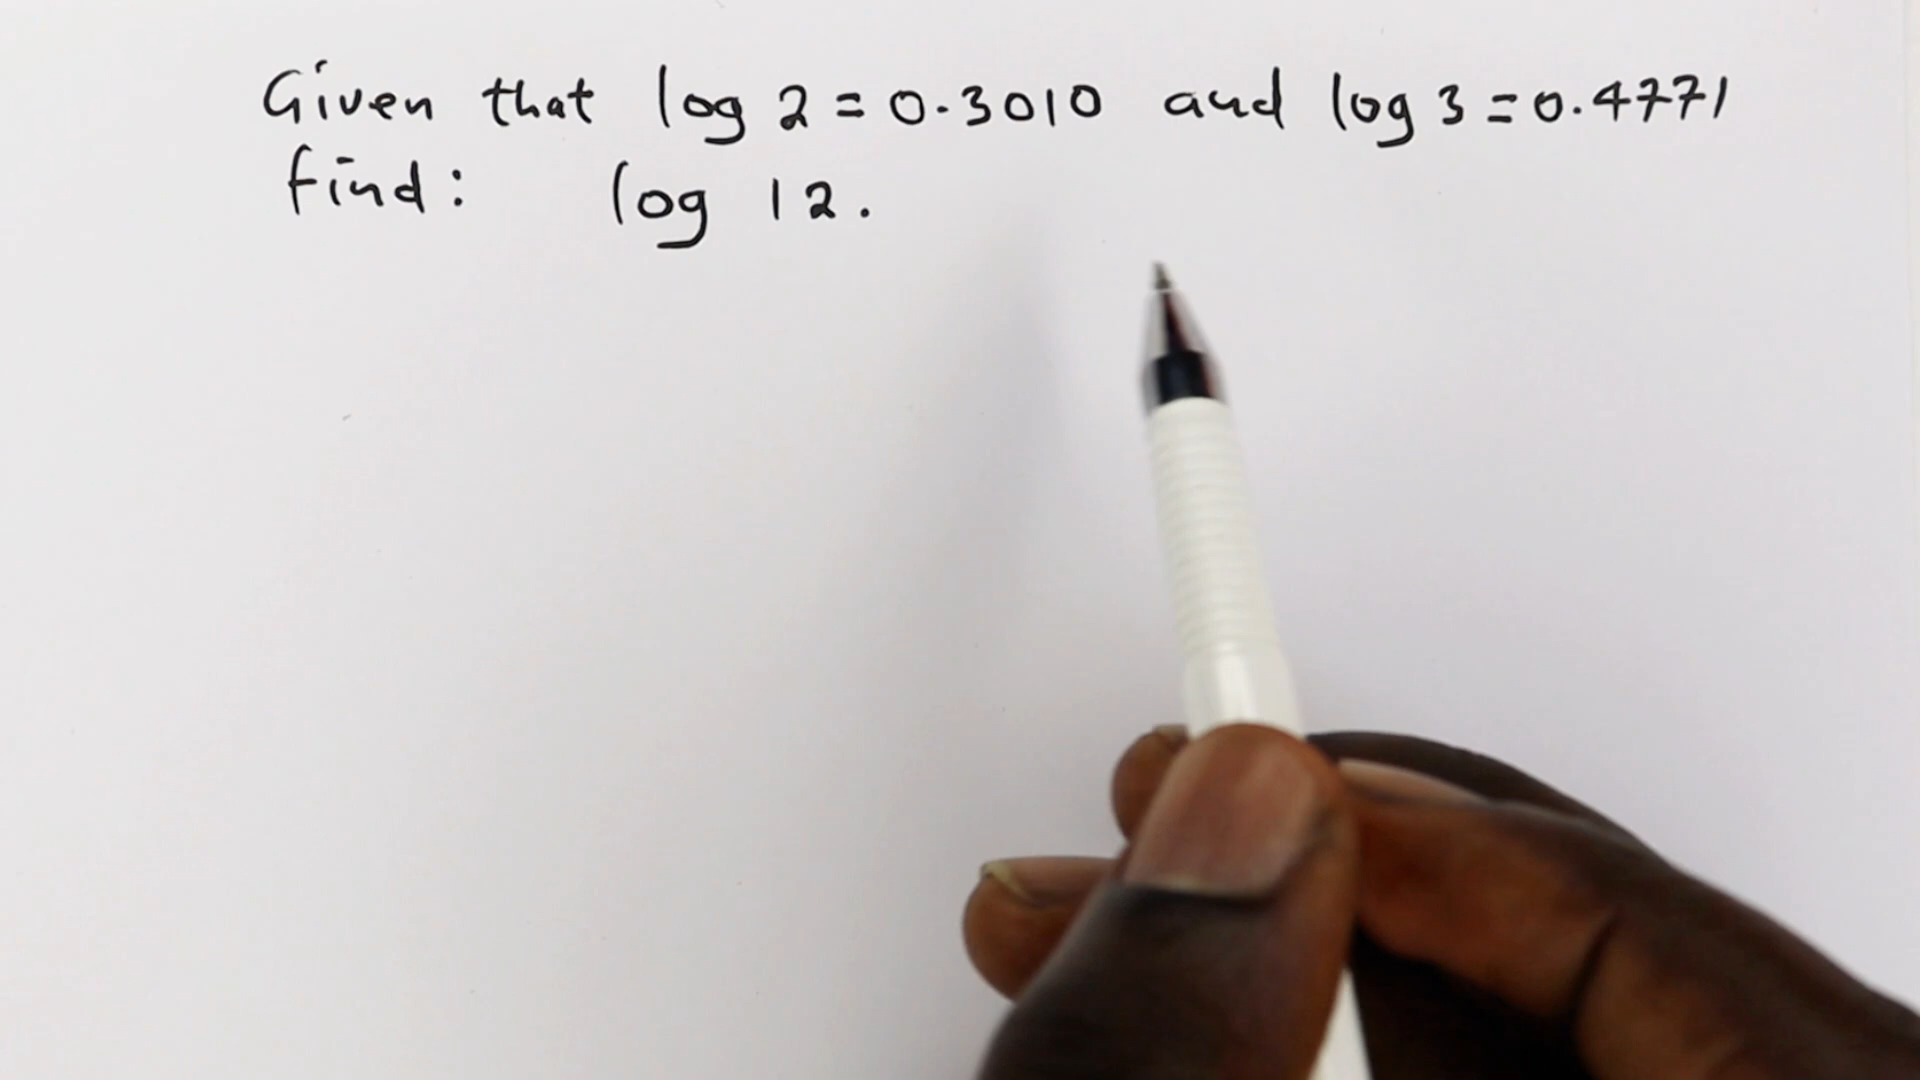 Given that log 2 = 0.3010 and log 3 = 0.4771
find: log 12.